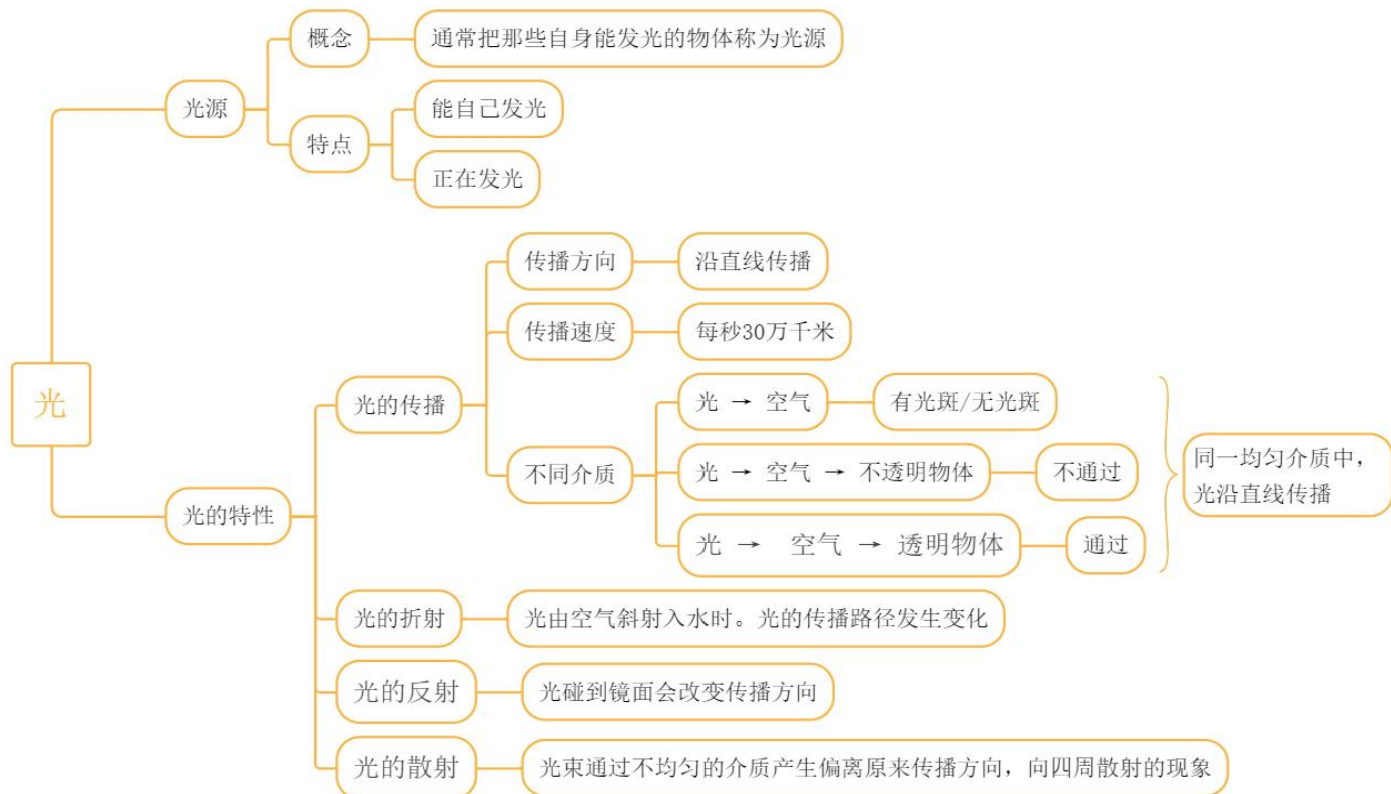 光
光源
概念
通常把那些自身能发光的物体称为光源
特点
能自己发光
正在发光
光的特性
光的传播
传播方向
沿直线传播
传播速度
每秒30万千米
不同介质
光 → 空气
有光斑/无光斑
光 → 空气 → 不透明物体
不通过
光 → 空气 → 透明物体
通过
同一均匀介质中，
光沿直线传播
光的折射
光由空气斜射入水时。光的传播路径发生变化
光的反射
光碰到镜面会改变传播方向
光的散射
光束通过不均匀的介质产生偏离原来传播方向，向四周散射的现象